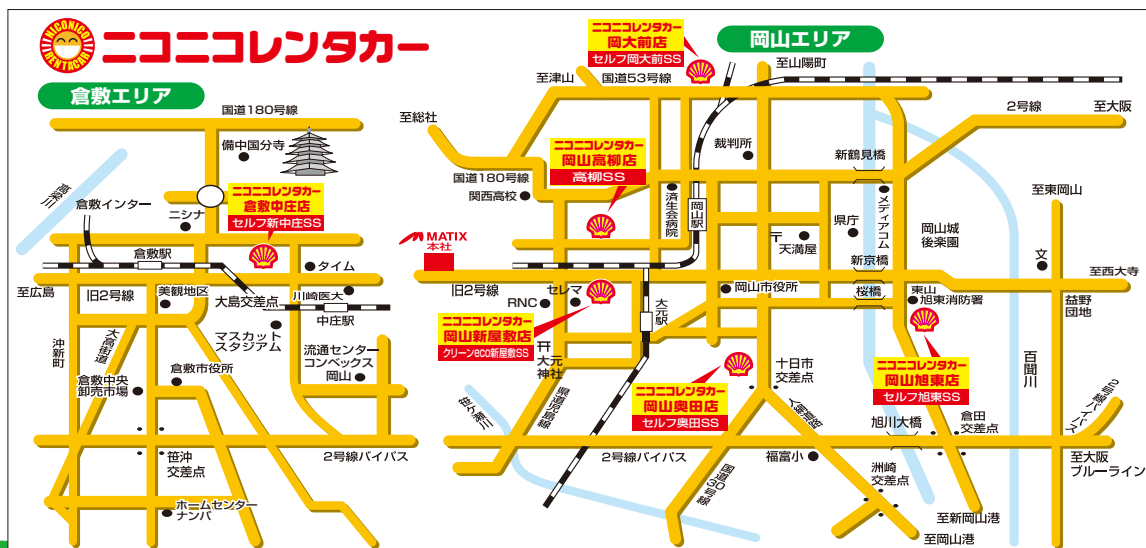 NICONICO
RENTACAR
ニコニコレンタカー
倉敷エリア
国道180号線
備中国分寺
高梁川
倉敷インター
ニシナ
ニコニコレンタカー
倉敷中庄店
セルフ新中庄SS
倉敷駅
タイム
至広島
旧2号線
美観地区
大島交差点
川崎医大
中庄駅
マスカット
スタジアム
大高街道
沖新町
流通センター
コンベックス
岡山
倉敷市役所
倉敷中央
卸売市場
2号線バイパス
笹沖
交差点
ホームセンター
ナンバ
岡山エリア
ニコニコレンタカー
岡大前店
セルフ岡大前SS
至津山
国道53号線
至山陽町
2号線
至大阪
至総社
国道180号線
関西高校
ニコニコレンタカー
岡山高柳店
高柳SS
裁判所
新鶴見橋
済生会病院
岡山駅
メディアコム
県庁
〒
天満屋
岡山城
後楽園
至東岡山
文
MATIX
本社
新京橋
至西大寺
旧2号線
RNC
セレマ
岡山市役所
桜橋
東山
旭東消防署
益野
団地
大元駅
ニコニコレンタカー
岡山新屋敷店
クリーンeco新屋敷SS
大元
神社
県道児島線
笹ヶ瀬川
ニコニコレンタカー
岡山奥田店
セルフ奥田SS
十日市
交差点
ニコニコレンタカー
岡山旭東店
セルフ旭東SS
百間川
2号線バイパス
旭川大橋
倉田
交差点
2号線バイパス
国道30号線
福富小
洲崎
交差点
至大阪
ブルーライン
至新岡山港
至岡山港